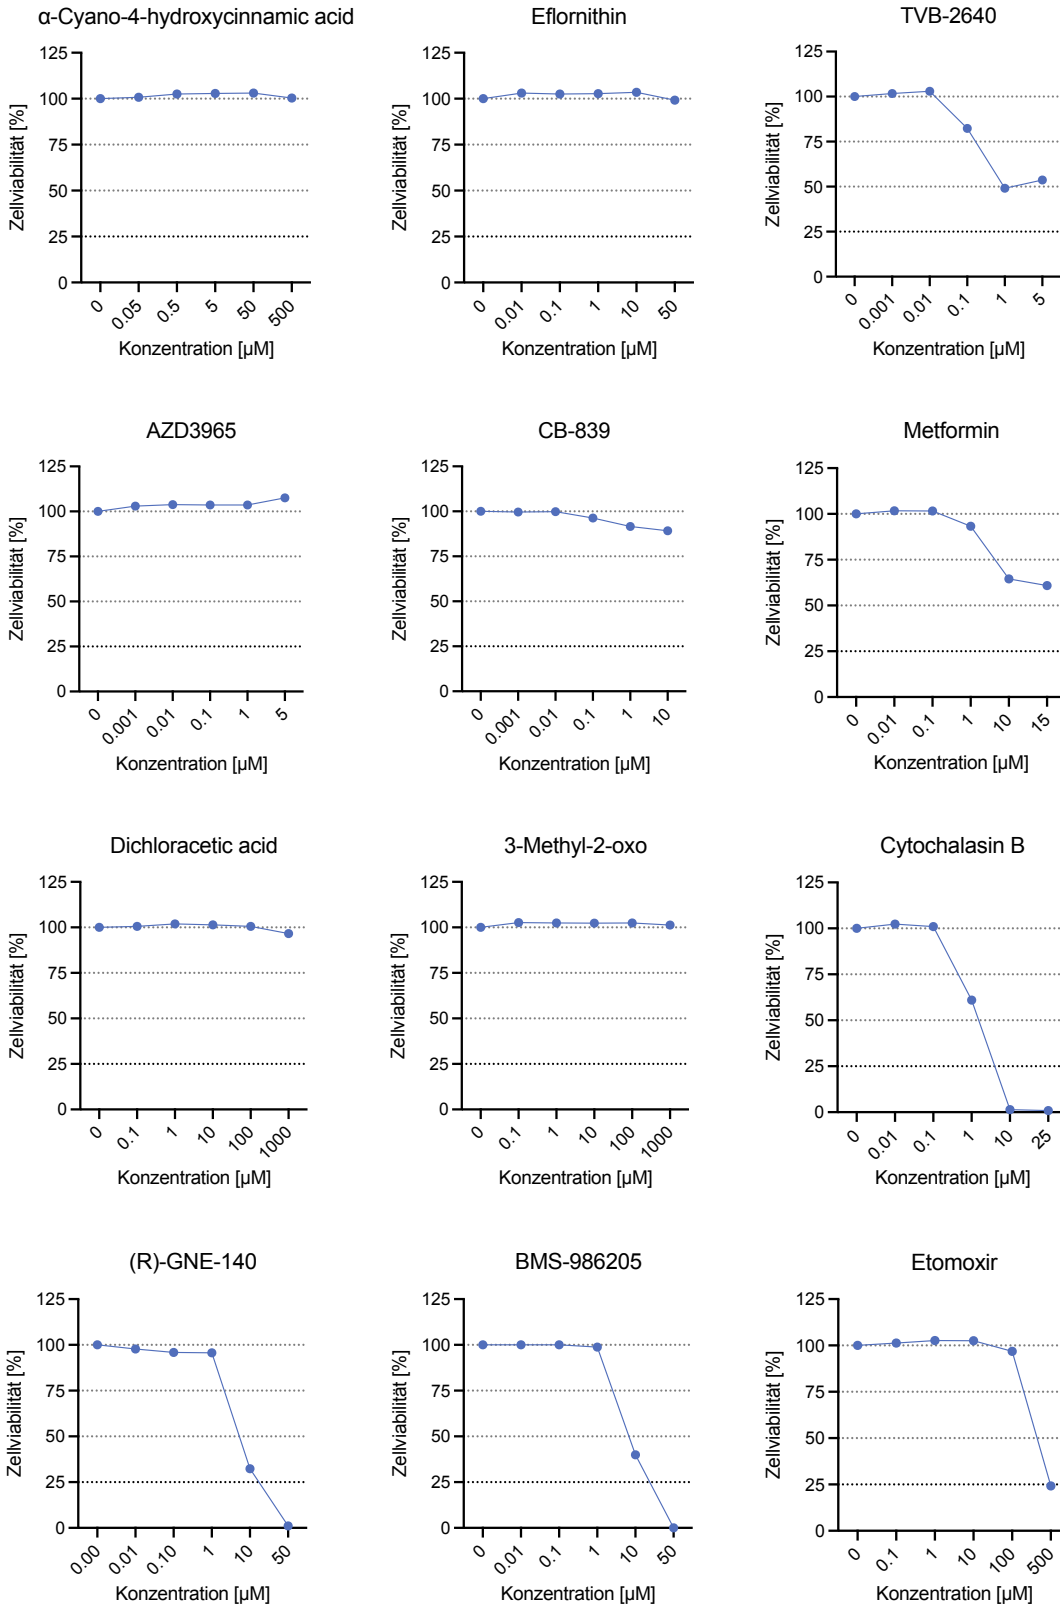 α-Cyano-4-hydroxycinnamic acid
Zellviabilität [%]
125
100
75
50
25
0
0 0.05 0.5 5 50 500
Konzentration [µM]
Eflornithin
Zellviabilität [%]
125
100
75
50
25
0
0 0.01 0.1 1 10 50
Konzentration [µM]
TVB-2640
Zellviabilität [%]
125
100
75
50
25
0
0 0.001 0.01 0.1 1 5
Konzentration [µM]
AZD3965
Zellviabilität [%]
125
100
75
50
25
0
0 0.001 0.01 0.1 1 5
Konzentration [µM]
CB-839
Zellviabilität [%]
125
100
75
50
25
0
0 0.001 0.01 0.1 1 10
Konzentration [µM]
Metformin
Zellviabilität [%]
125
100
75
50
25
0
0 0.01 0.1 1 10 15
Konzentration [µM]
Dichloracetic acid
Zellviabilität [%]
125
100
75
50
25
0
0 0.1 1 10 100 1000
Konzentration [µM]
3-Methyl-2-oxo
Zellviabilität [%]
125
100
75
50
25
0
0 0.1 1 10 100 1000
Konzentration [µM]
Cytochalasin B
Zellviabilität [%]
125
100
75
50
25
0
0 0.01 0.1 1 10 25
Konzentration [µM]
(R)-GNE-140
Zellviabilität [%]
125
100
75
50
25
0
0.00 0.01 0.10 1 10 50
Konzentration [µM]
BMS-986205
Zellviabilität [%]
125
100
75
50
25
0
0 0.01 0.1 1 10 50
Konzentration [µM]
Etomoxir
Zellviabilität [%]
125
100
75
50
25
0
0 0.1 1 10 100 500
Konzentration [µM]